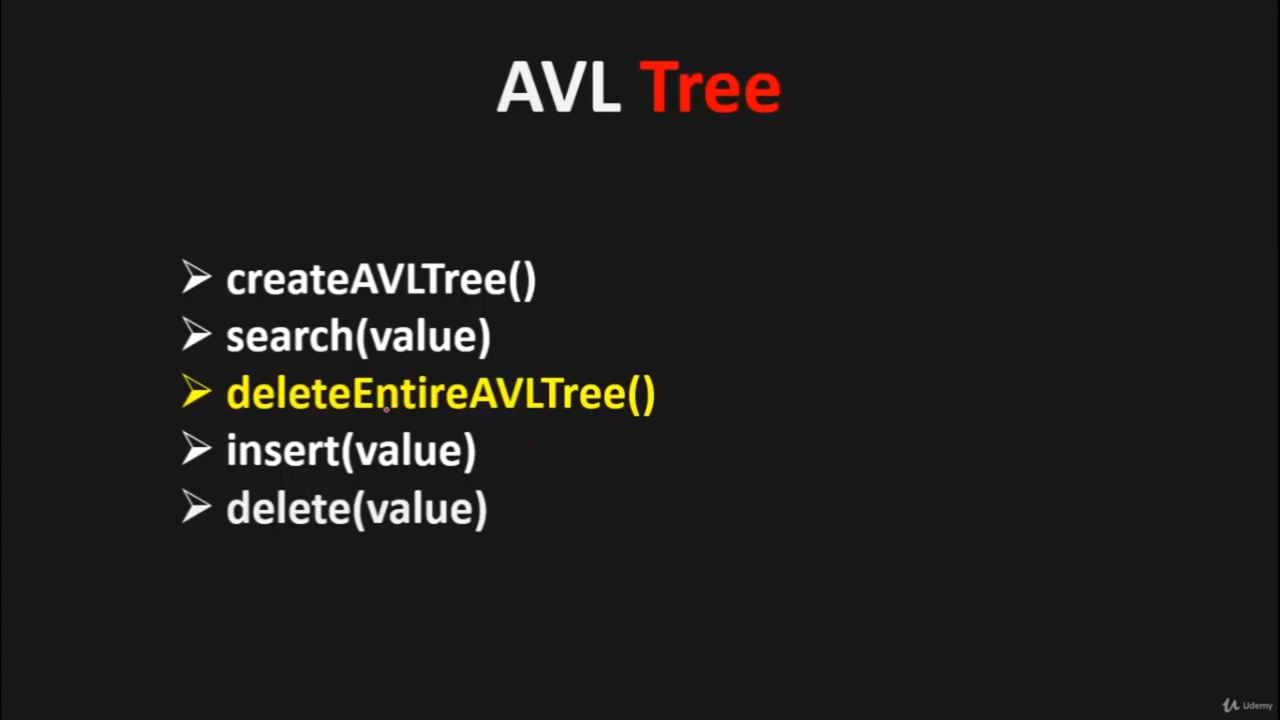 AVL Tree
➢ createAVLTree()
➢ search(value)
➢ deleteEntireAVLTree()
➢ insert(value)
➢ delete(value)
Udemy